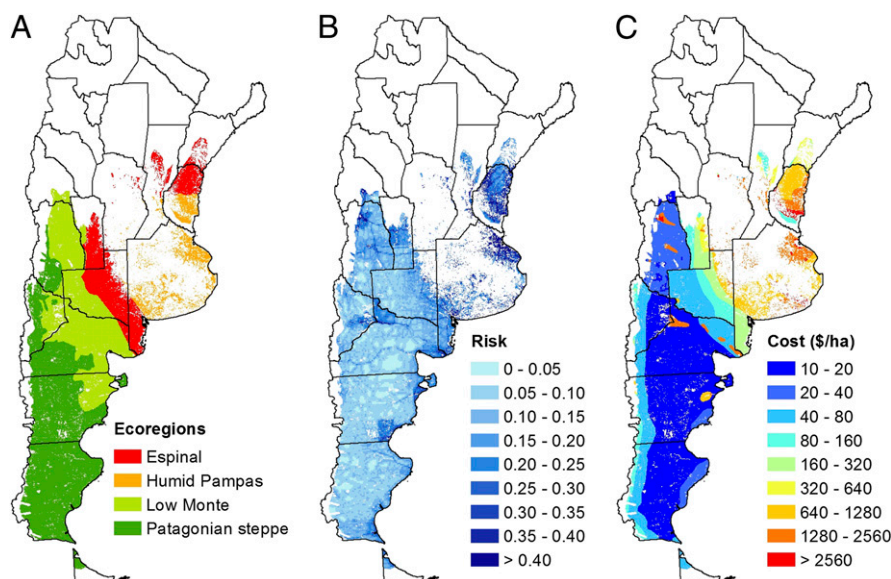 A
B
C
Ecoregions
Espinal
Humid Pampas
Low Monte
Patagonian steppe
Risk
0 - 0.05
0.05 - 0.10
0.10 - 0.15
0.15 - 0.20
0.20 - 0.25
0.25 - 0.30
0.30 - 0.35
0.35 - 0.40
> 0.40
Cost ($/ha)
10 - 20
20 - 40
40 - 80
80 - 160
160 - 320
320 - 640
640 - 1280
1280 - 2560
> 2560